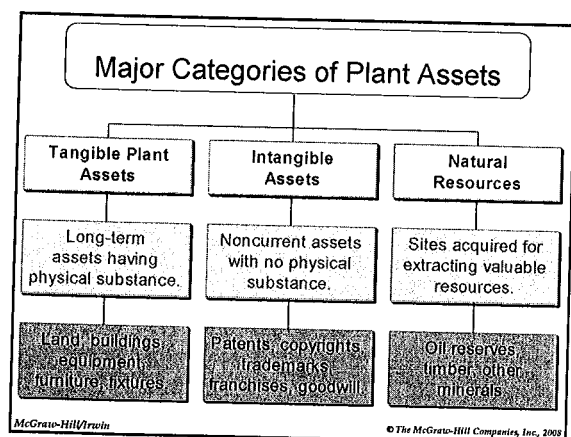 Major Categories of Plant Assets
Tangible Plant
Assets
Intangible
Assets
Natural
Resources
Long-term
assets having
physical substance.
Noncurrent assets
with no physical
substance.
Sites acquired for
extracting valuable
resources.
Land, buildings,
equipment,
furniture, fixtures.
Patents, copyrights,
trademarks,
franchises, goodwill.
Oil reserves,
timber, other
minerals.
McGraw-Hill/Irwin
© The McGraw-Hill Companies, Inc., 2008